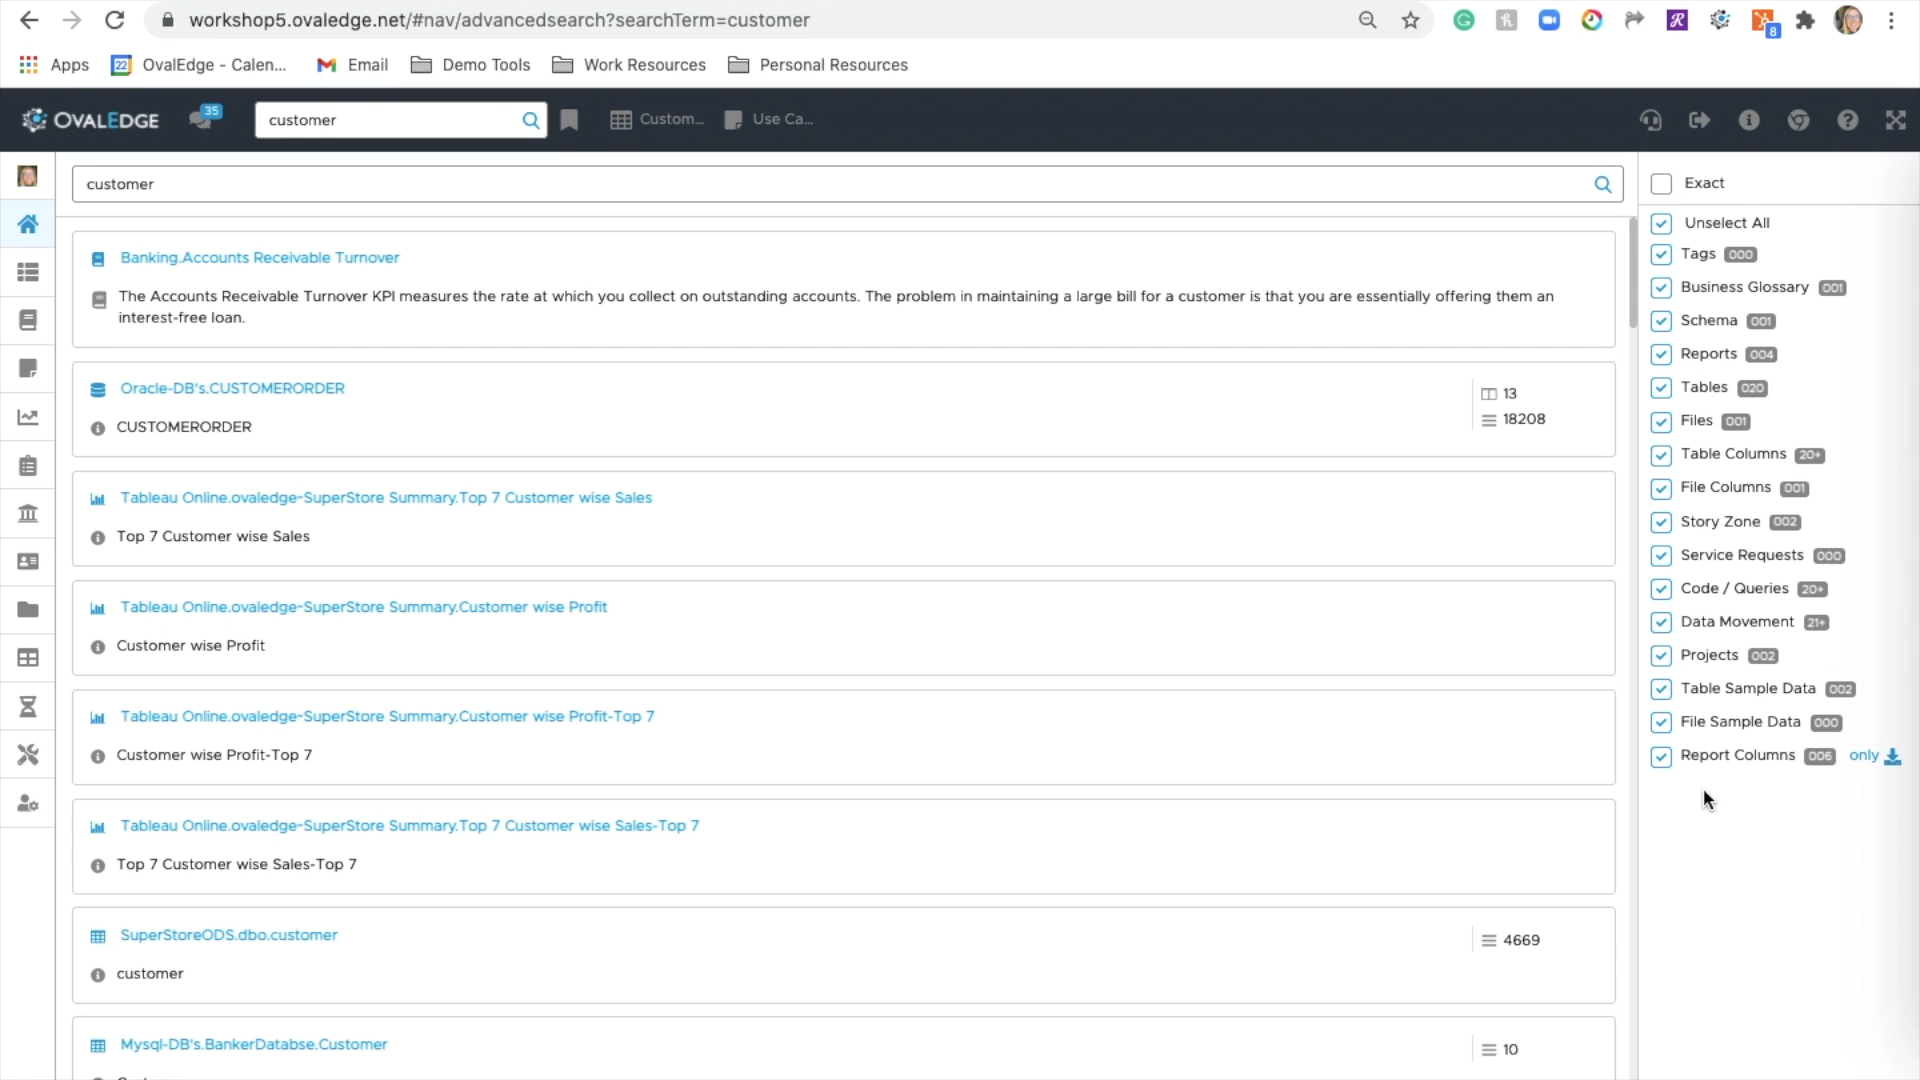 workshop5.ovaledge.net/#nav/advancedsearch?searchTerm=customer
8
Apps
22
OvalEdge - Calen...
Email
Demo Tools
Work Resources
Personal Resources
OVALEDGE
35
customer
Custom...
Use Ca...
customer
Exact
Unselect All
Banking.Accounts Receivable Turnover
The Accounts Receivable Turnover KPI measures the rate at which you collect on outstanding accounts. The problem in maintaining a large bill for a customer is that you are essentially offering them an
interest-free loan.
Oracle-DB's.CUSTOMERORDER
CUSTOMERORDER
13
18208
Tableau Online.ovaledge-SuperStore Summary.Top 7 Customer wise Sales
Top 7 Customer wise Sales
Tableau Online.ovaledge-SuperStore Summary.Customer wise Profit
Customer wise Profit
Tableau Online.ovaledge-SuperStore Summary.Customer wise Profit-Top 7
Customer wise Profit-Top 7
Tableau Online.ovaledge-SuperStore Summary.Top 7 Customer wise Sales-Top 7
Top 7 Customer wise Sales-Top 7
SuperStoreODS.dbo.customer
customer
4669
Mysql-DB's.BankerDatabse.Customer
10
Tags 000
Business Glossary 001
Schema 001
Reports 004
Tables 020
Files 001
Table Columns 20+
File Columns 001
Story Zone 002
Service Requests 000
Code / Queries 20+
Data Movement 21+
Projects 002
Table Sample Data 002
File Sample Data 000
Report Columns 006 only